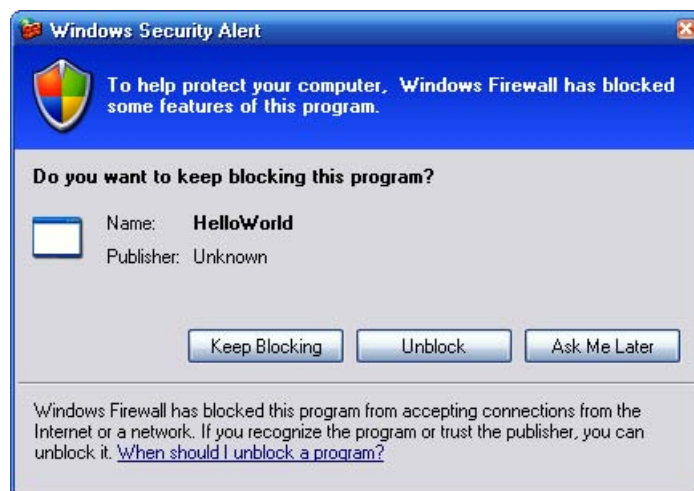 Windows Security Alert
To help protect your computer, Windows Firewall has blocked
some features of this program.
Do you want to keep blocking this program?
Name: HelloWorld
Publisher: Unknown
Keep Blocking Unblock Ask Me Later
Windows Firewall has blocked this program from accepting connections from the
Internet or a network. If you recognize the program or trust the publisher, you can
unblock it. When should I unblock a program?